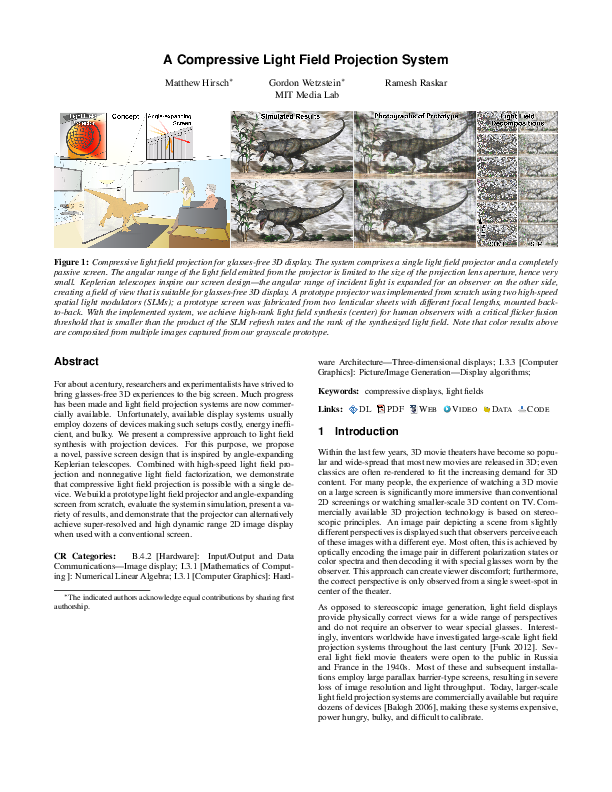 A Compressive Light Field Projection System
Matthew Hirsch* Gordon Wetzstein* Ramesh Raskar
MIT Media Lab
Concept
Angle-expanding
Screen
Simulated Results
Photographs of Prototype
Light Field
Decompositions
Figure 1: Compressive light field projection for glasses-free 3D display. The system comprises a single light field projector and a completely
passive screen. The angular range of the light field emitted from the projector is limited to the size of the projection lens aperture, hence very
small. Keplerian telescopes inspire our screen design—the angular range of incident light is expanded for an observer on the other side,
creating a field of view that is suitable for glasses-free 3D display. A prototype projector was implemented from scratch using two high-speed
spatial light modulators (SLMs); a prototype screen was fabricated from two lenticular sheets with different focal lengths, mounted back-
to-back. With the implemented system, we achieve high-rank light field synthesis (center) for human observers with a critical flicker fusion
threshold that is smaller than the product of the SLM refresh rates and the rank of the synthesized light field. Note that color results above
are composited from multiple images captured from our grayscale prototype.
Abstract
For about a century, researchers and experimentalists have strived to
bring glasses-free 3D experiences to the big screen. Much progress
has been made and light field projection systems are now commer-
cially available. Unfortunately, available display systems usually
employ dozens of devices making such setups costly, energy ineffi-
cient, and bulky. We present a compressive approach to light field
synthesis with projection devices. For this purpose, we propose
a novel, passive screen design that is inspired by angle-expanding
Keplerian telescopes. Combined with high-speed light field pro-
jection and nonnegative light field factorization, we demonstrate
that compressive light field projection is possible with a single de-
vice. We build a prototype light field projector and angle-expanding
screen from scratch, evaluate the system in simulation, present a va-
riety of results, and demonstrate that the projector can alternatively
achieve super-resolved and high dynamic range 2D image display
when used with a conventional screen.
CR Categories: B.4.2 [Hardware]: Input/Output and Data
Communications—Image display; I.3.1 [Mathematics of Comput-
ing ]: Numerical Linear Algebra; I.3.1 [Computer Graphics]: Hard-
*The indicated authors acknowledge equal contributions by sharing first
authorship.
ware Architecture—Three-dimensional displays; I.3.3 [Computer
Graphics]: Picture/Image Generation—Display algorithms;
Keywords: compressive displays, light fields
Links: DL PDF WEB VIDEO DATA CODE
1 Introduction
Within the last few years, 3D movie theaters have become so popu-
lar and wide-spread that most new movies are released in 3D; even
classics are often re-rendered to fit the increasing demand for 3D
content. For many people, the experience of watching a 3D movie
on a large screen is significantly more immersive than conventional
2D screenings or watching smaller-scale 3D content on TV. Com-
mercially available 3D projection technology is based on stereo-
scopic principles. An image pair depicting a scene from slightly
different perspectives is displayed such that observers perceive each
of these images with a different eye. Most often, this is achieved by
optically encoding the image pair in different polarization states or
color spectra and then decoding it with special glasses worn by the
observer. This approach can create viewer discomfort; furthermore,
the correct perspective is only observed from a single sweet-spot in
center of the theater.
As opposed to stereoscopic image generation, light field displays
provide physically correct views for a wide range of perspectives
and do not require an observer to wear special glasses. Interest-
ingly, inventors worldwide have investigated large-scale light field
projection systems throughout the last century [Funk 2012]. Sev-
eral light field movie theaters were open to the public in Russia
and France in the 1940s. Most of these and subsequent installa-
tions employ large parallax barrier-type screens, resulting in severe
loss of image resolution and light throughput. Today, larger-scale
light field projection systems are commercially available but require
dozens of devices [Balogh 2006], making these systems expensive,
power hungry, bulky, and difficult to calibrate.